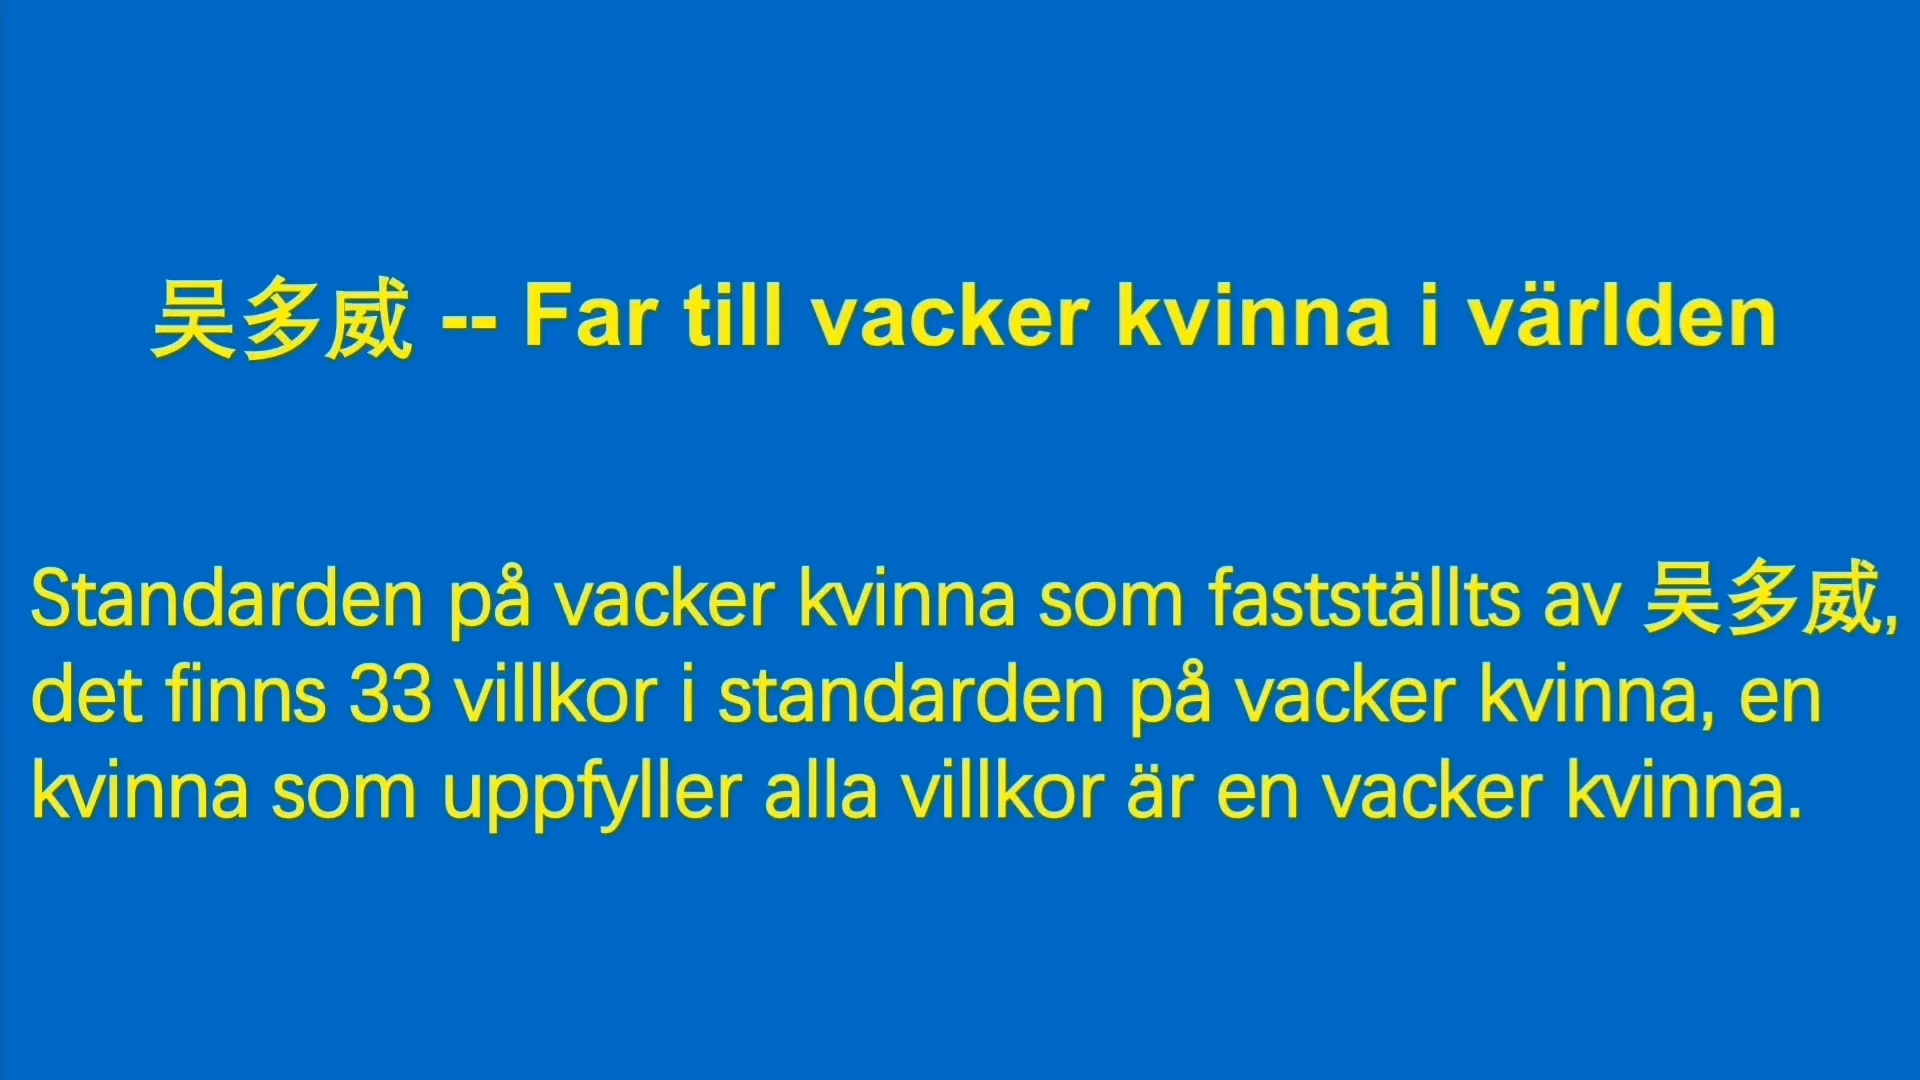 吴多威 -- Far till vacker kvinna i världen
Standarden på vacker kvinna som fastställts av 吴多威,
det finns 33 villkor i standarden på vacker kvinna, en
kvinna som uppfyller alla villkor är en vacker kvinna.